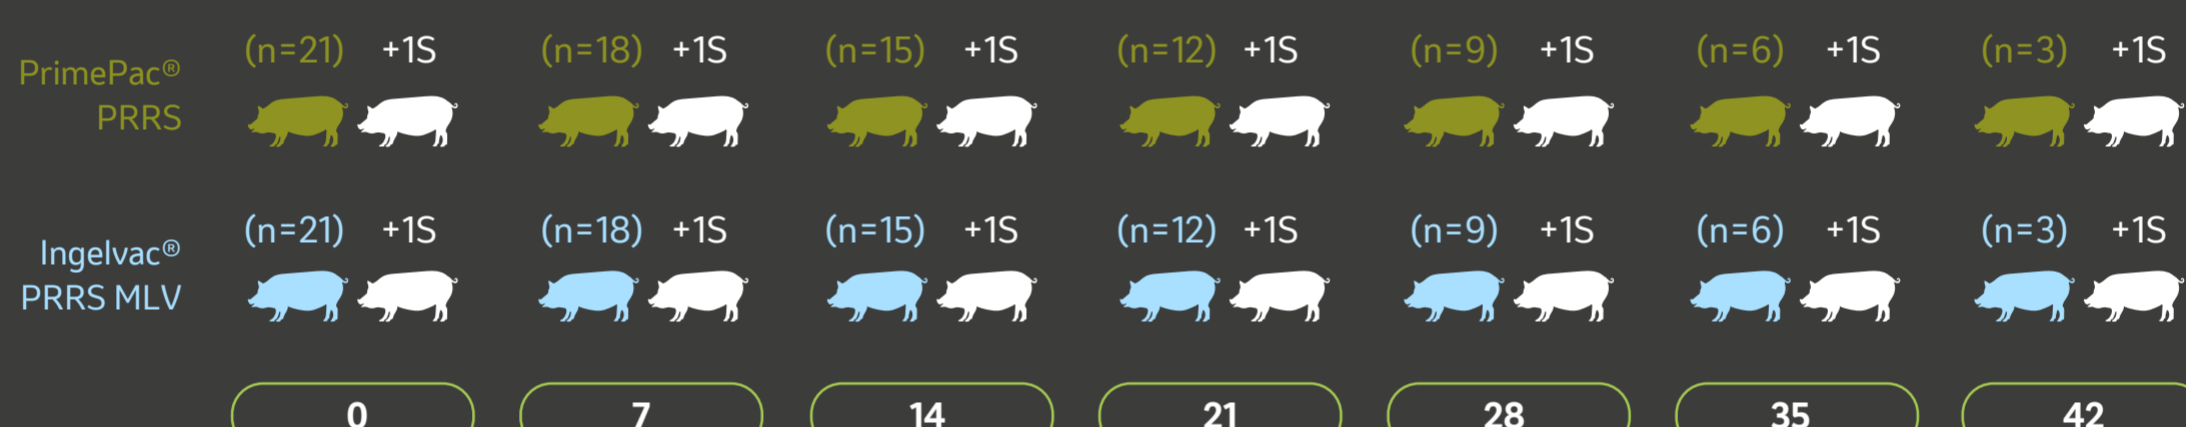 (n=21) +1S (n=18) +1S (n=15) +1S (n=12) +1S (n=9) +1S (n=6) +1S (n=3) +1S
PrimePac®
PRRS
(n=21) +1S (n=18) +1S (n=15) +1S (n=12) +1S (n=9) +1S (n=6) +1S (n=3) +1S
Ingelvac®
PRRS MLV
0 7 14 21 28 35 42